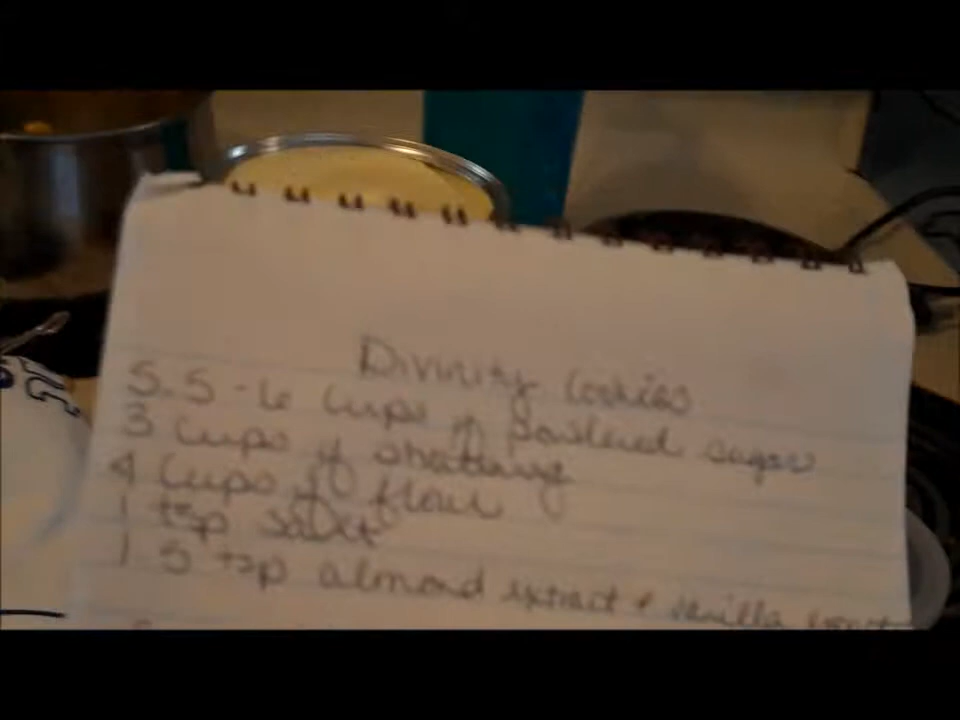 Divinity Cookies
5.5-6 cups of powdered sugar
3 cups of shortening
4 cups of flour
1 tsp salt
1 5 tsp almond extract + vanilla